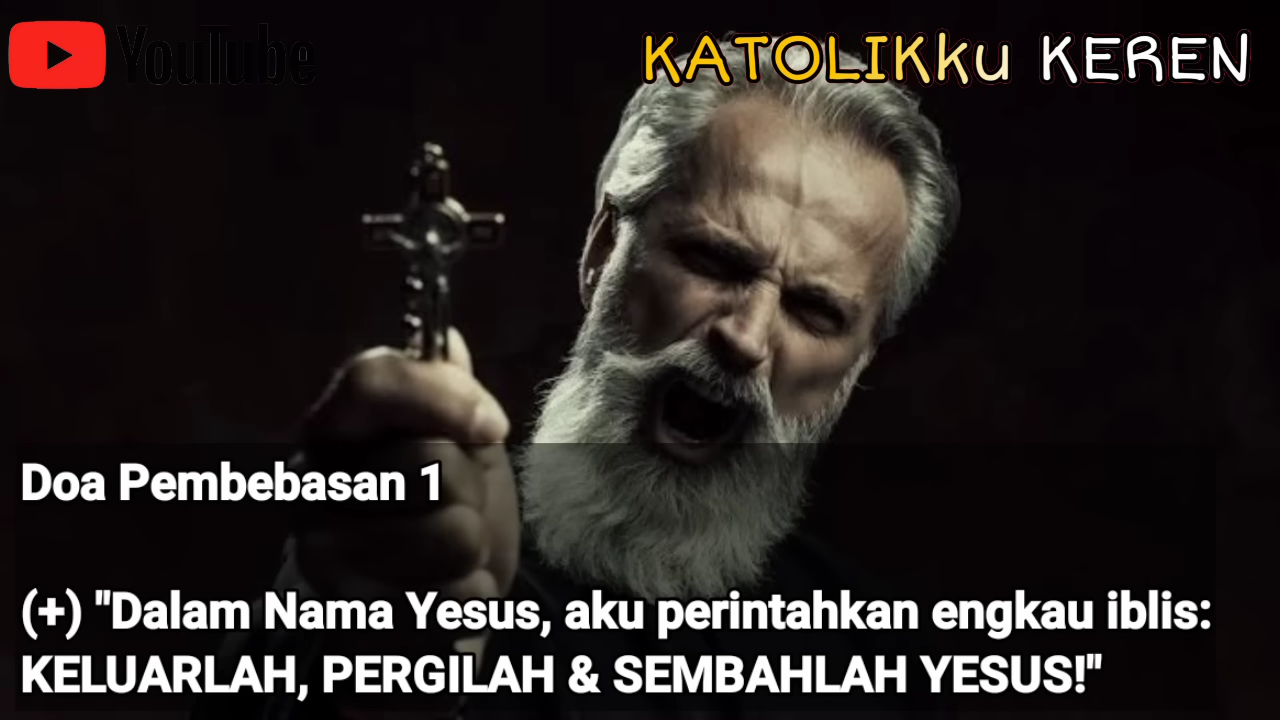 YouTube
KATOLIKku KEREN
Doa Pembebasan 1
(+) "Dalam Nama Yesus, aku perintahkan engkau iblis:
KELUARLAH, PERGILAH & SEMBAHLAH YESUS!"